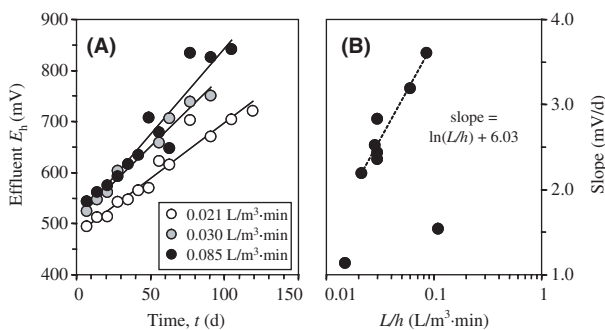 (A)
Effluent Eh (mV)
900
800
700
600
500
400
0.021 L/m³·min
0.030 L/m³·min
0.085 L/m³·min
0 50 100 150
Time, t (d)
(B)
slope =
ln(L/h) + 6.03
4.0
3.0
2.0
1.0
Slope (mV/d)
0.01 0.1 1
L/h (L/m³·min)